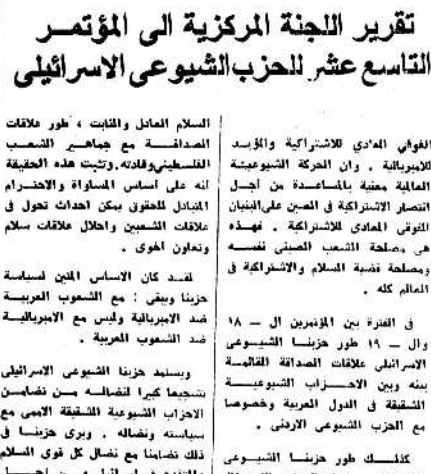 تقرير اللجنة المركزية الى المؤتمر
التاسع عشر للحزب الشيوعي الاسرائيلي
الفوقي المعادي للاشتراكية والمؤيد
للامبريالية . وان الحركة الشيوعية
العالمية معنية بالمساعدة من أجل
انتصار الاشتراكية في الصين على البنيان
الفوقي المعادي للاشتراكية . فهذه
هي مصلحة الشعب الصيني نفسه
ومصلحة قضية السلام والاشتراكية في
العالم كله .
في الفترة بين المؤتمرين ال – ١٨
وال – ١٩ طور حزبنا الشيوعي
الاسرائيلي علاقات الصداقة القائمة
بينه وبين الاحزاب الشيوعية
الشقيقة في الدول العربية وخصوصا
مع الحزب الشيوعي الاردني .
كذلك طور حزبنا الشيوعي
السلام العادل والثابت ، طور علاقات
الصداقة مع جماهير الشعب
الفلسطيني وقادته. وتثبت هذه الحقيقة
انه على اساس المساواة والاحترام
المتبادل للحقوق يمكن احداث تحول في
علاقات الشعبين واحلال علاقات سلام
وتعاون اخوي .
لقد كان الاساس المتين لسياسة
حزبنا ويبقى : مع الشعوب العربية
ضد الامبريالية وليس مع الامبريالية
ضد الشعوب العربية .
ويستمد حزبنا الشيوعي الاسرائيلي
تشجيعا كبيرا لنضاله من تضامن
الاحزاب الشيوعية الشقيقة الاممي مع
سياسته ونضاله . ويرى حزبنا في
ذلك تضامنا مع نضال كل قوى السلام